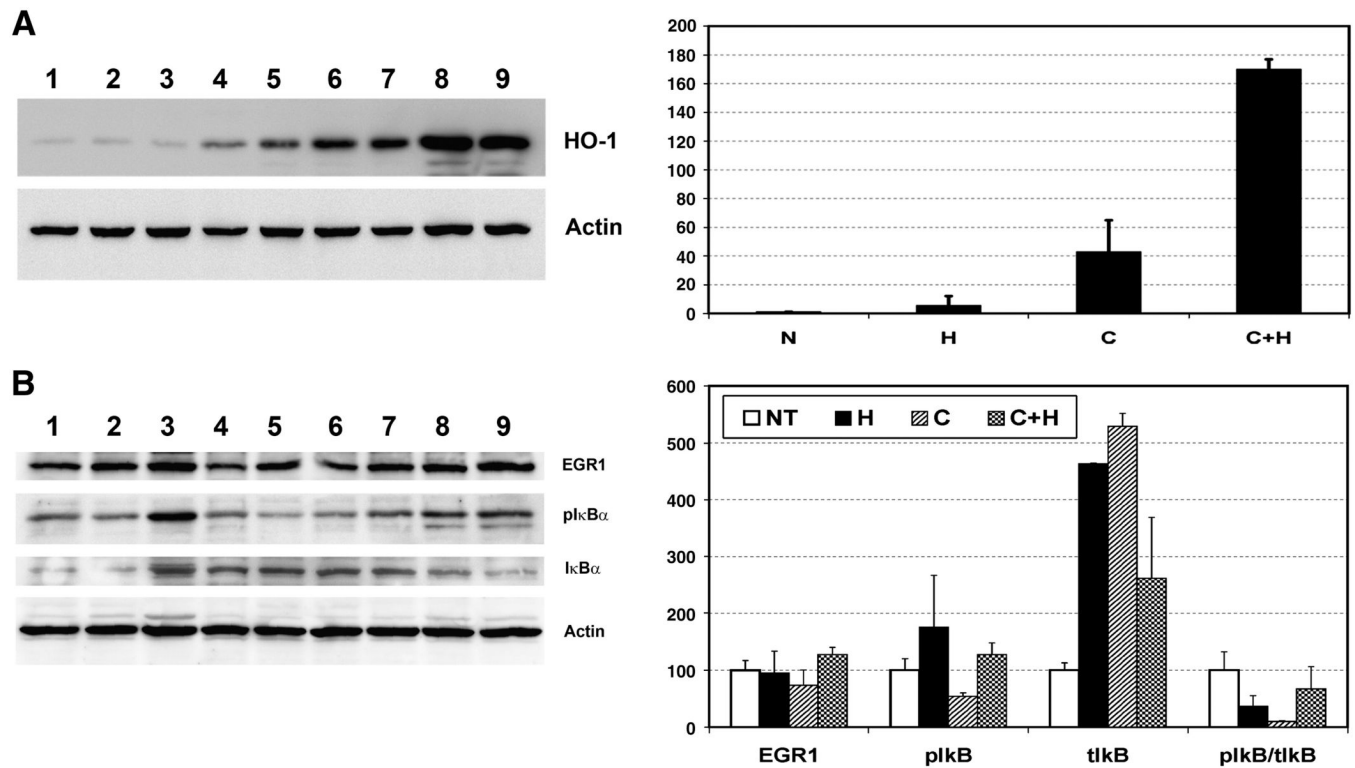 A
1 2 3 4 5 6 7 8 9
HO-1
Actin
200
180
160
140
120
100
80
60
40
20
0
N H C C+H
B
1 2 3 4 5 6 7 8 9
EGR1
pIκBα
IκBα
Actin
600
500
400
300
200
100
0
NT H C C+H
EGR1 pIkB tIkB pIkB/tIkB